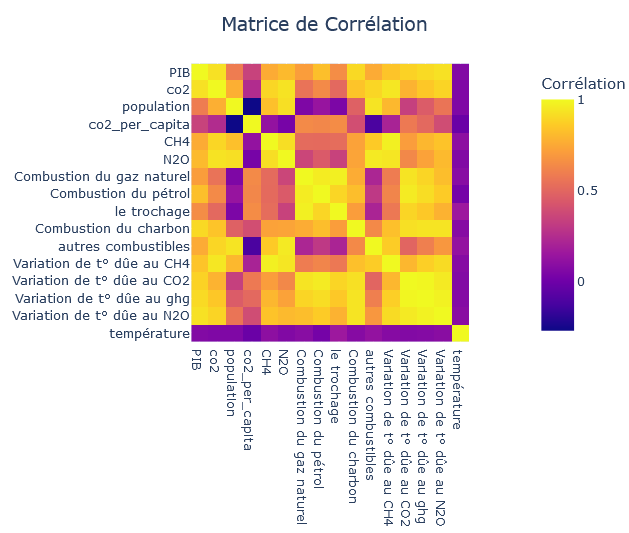 Matrice de Corrélation
Corrélation
1
0.5
0
PIB
co2
population
co2_per_capita
CH4
N2O
Combustion du gaz naturel
Combustion du pétrol
le trochage
Combustion du charbon
autres combustibles
Variation de t° dûe au CH4
Variation de t° dûe au CO2
Variation de t° dûe au ghg
Variation de t° dûe au N2O
température
PIB
co2
population
co2_per_capita
CH4
N2O
Combustion du gaz naturel
Combustion du pétrol
le trochage
Combustion du charbon
autres combustibles
Variation de t° dûe au CH4
Variation de t° dûe au CO2
Variation de t° dûe au ghg
Variation de t° dûe au N2O
température